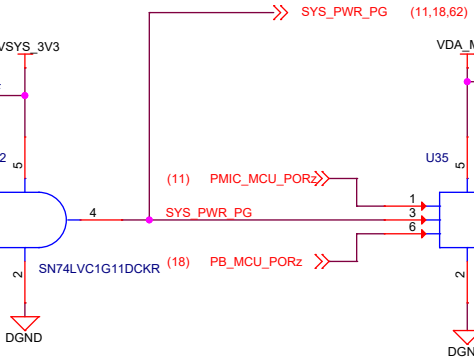 SYS_PWR_PG (11,18,62)
VSYS_3V3
VDA_M
2
5
5
U35
(11) PMIC_MCU_PORz
1
4
SYS_PWR_PG
3
6
SN74LVC1G11DCKR
(18) PB_MCU_PORz
2
2
DGND
DGN